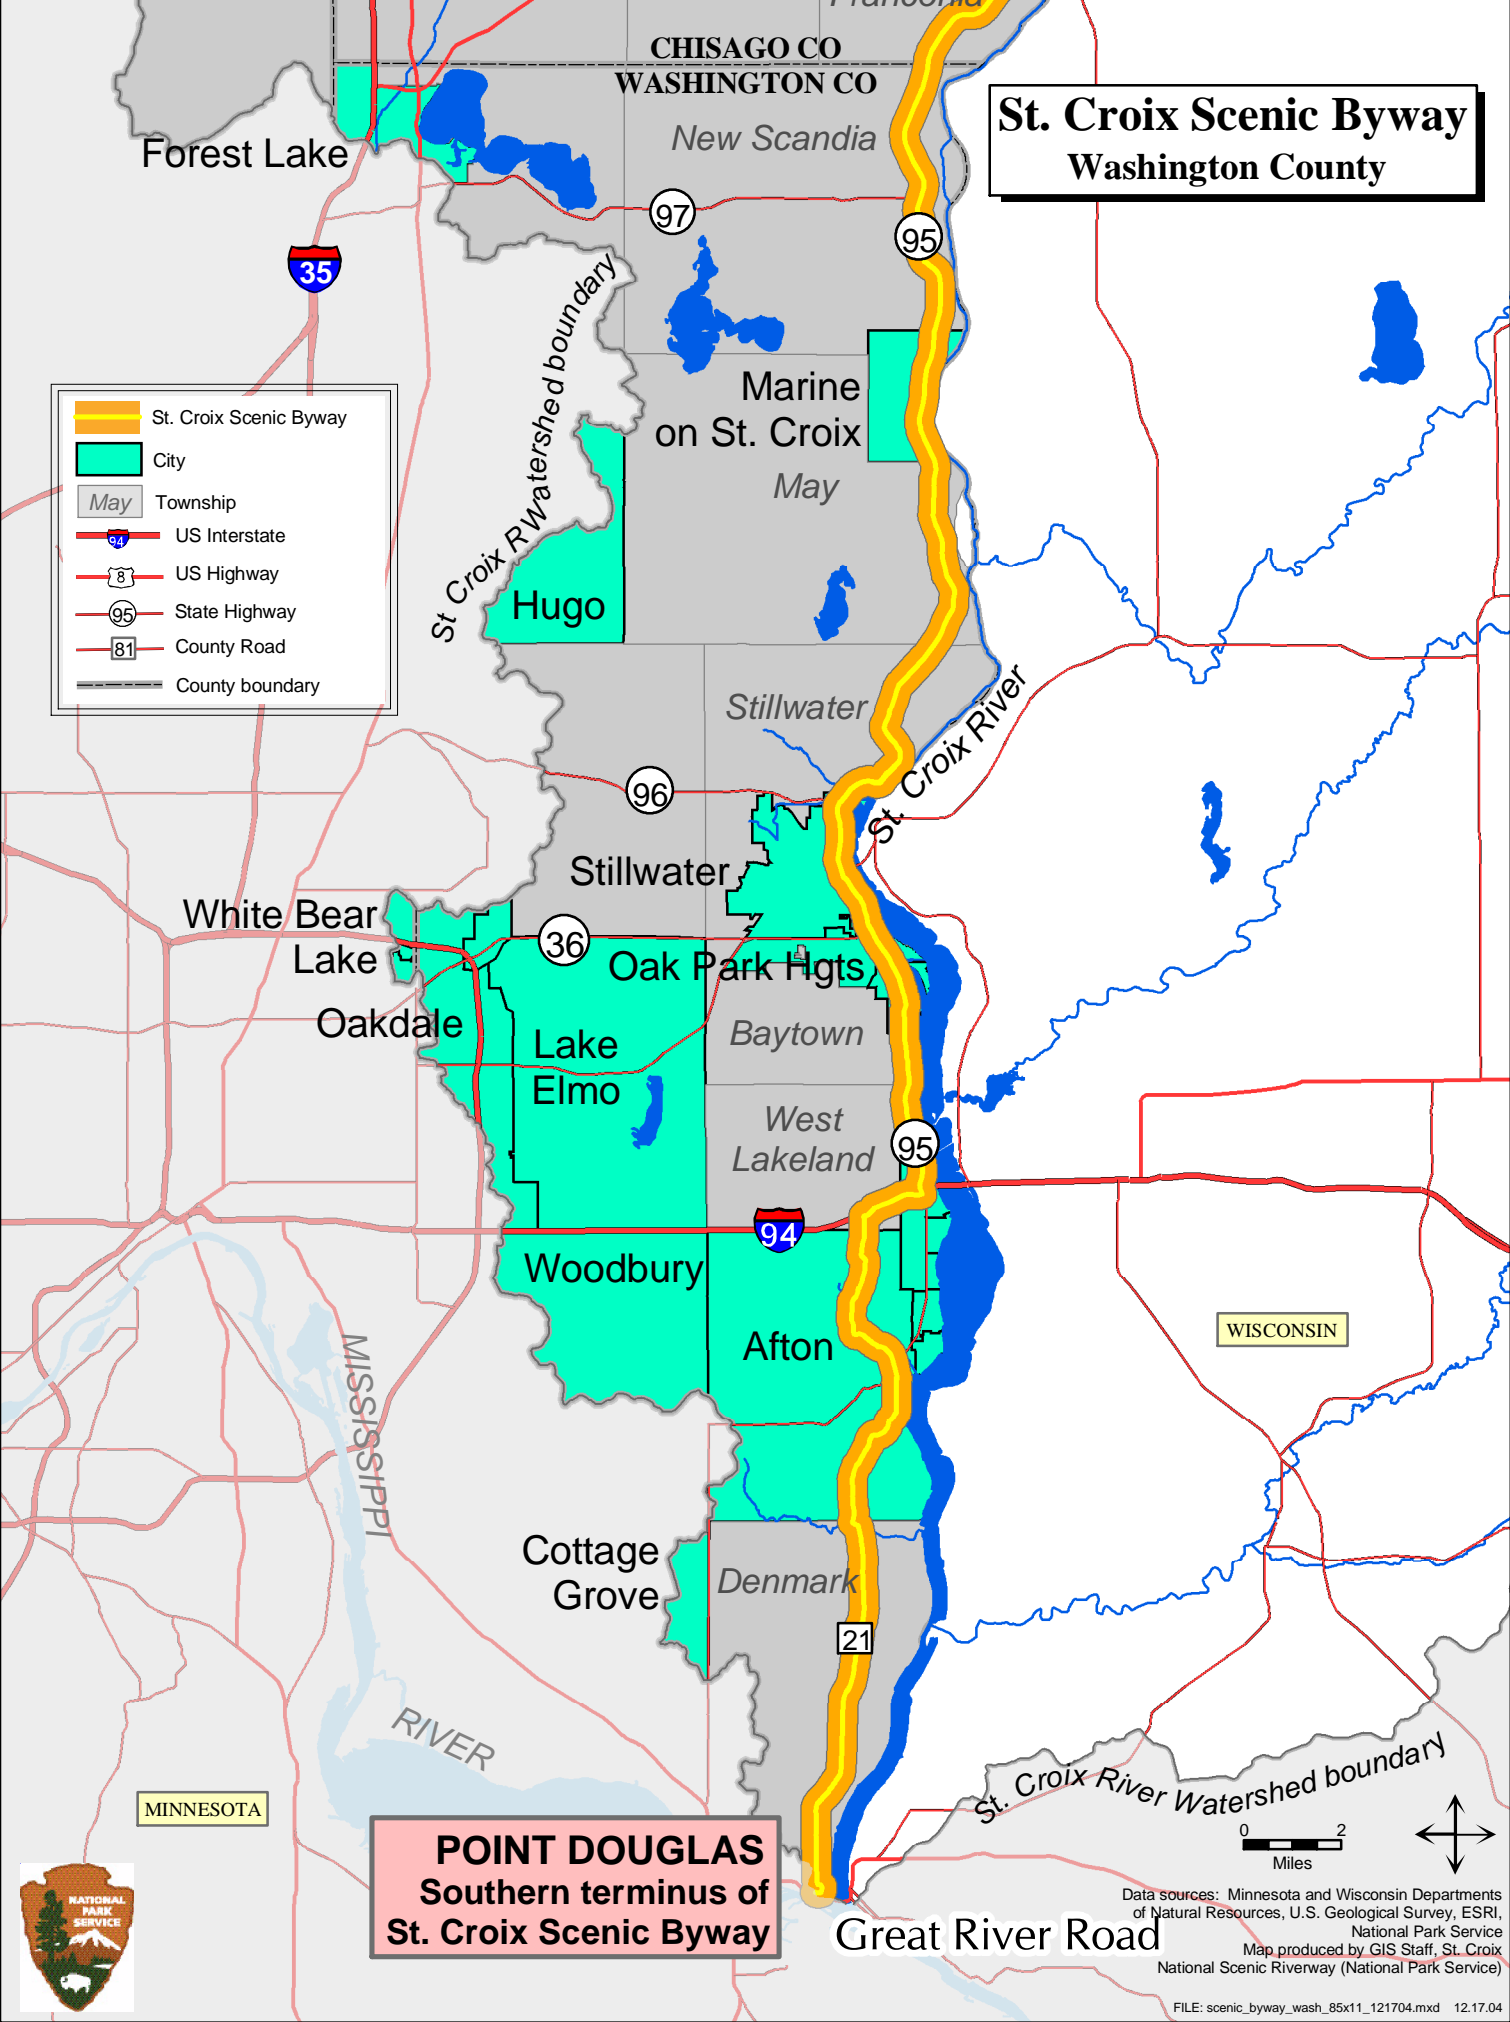 Franconia
CHISAGO CO
WASHINGTON CO
St. Croix Scenic Byway
Washington County
New Scandia
Forest Lake
97
95
35
St Croix R Watershed boundary
St. Croix Scenic Byway
City
May
Township
94
US Interstate
8
US Highway
95
State Highway
81
County Road
County boundary
Marine
on St. Croix
May
Hugo
Stillwater
St. Croix River
96
Stillwater
White Bear
Lake
36
Oak Park Hgts
Oakdale
Lake
Elmo
Baytown
West
Lakeland
95
94
Woodbury
Afton
WISCONSIN
MISSISSIPPI
RIVER
Cottage
Grove
Denmark
21
St. Croix River Watershed boundary
MINNESOTA
POINT DOUGLAS
Southern terminus of
St. Croix Scenic Byway
Great River Road
0 2
Miles
NATIONAL
PARK
SERVICE
Data sources: Minnesota and Wisconsin Departments
of Natural Resources, U.S. Geological Survey, ESRI,
National Park Service
Map produced by GIS Staff, St. Croix
National Scenic Riverway (National Park Service)
FILE: scenic_byway_wash_85x11_121704.mxd 12.17.04